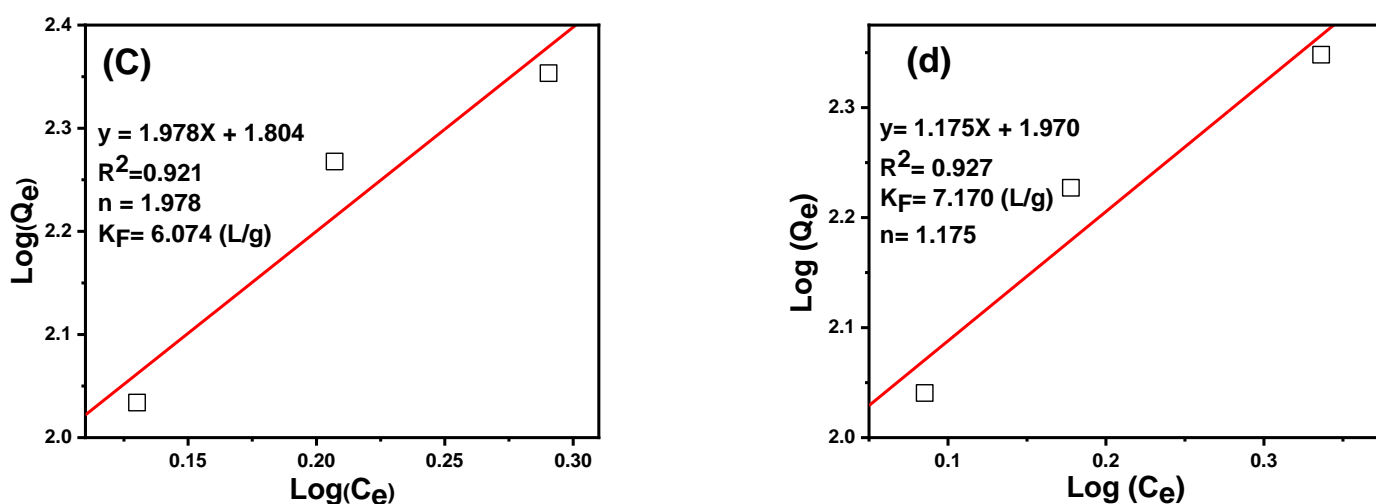 (C)
y = 1.978X + 1.804
R²=0.921
n = 1.978
K_F= 6.074 (L/g)
2.4
2.3
2.2
2.1
2.0
0.15 0.20 0.25 0.30
Log(Qe)
Log(Ce)
(d)
y= 1.175X + 1.970
R²= 0.927
K_F= 7.170 (L/g)
n= 1.175
2.3
2.2
2.1
2.0
0.1 0.2 0.3
Log (Qe)
Log (Ce)